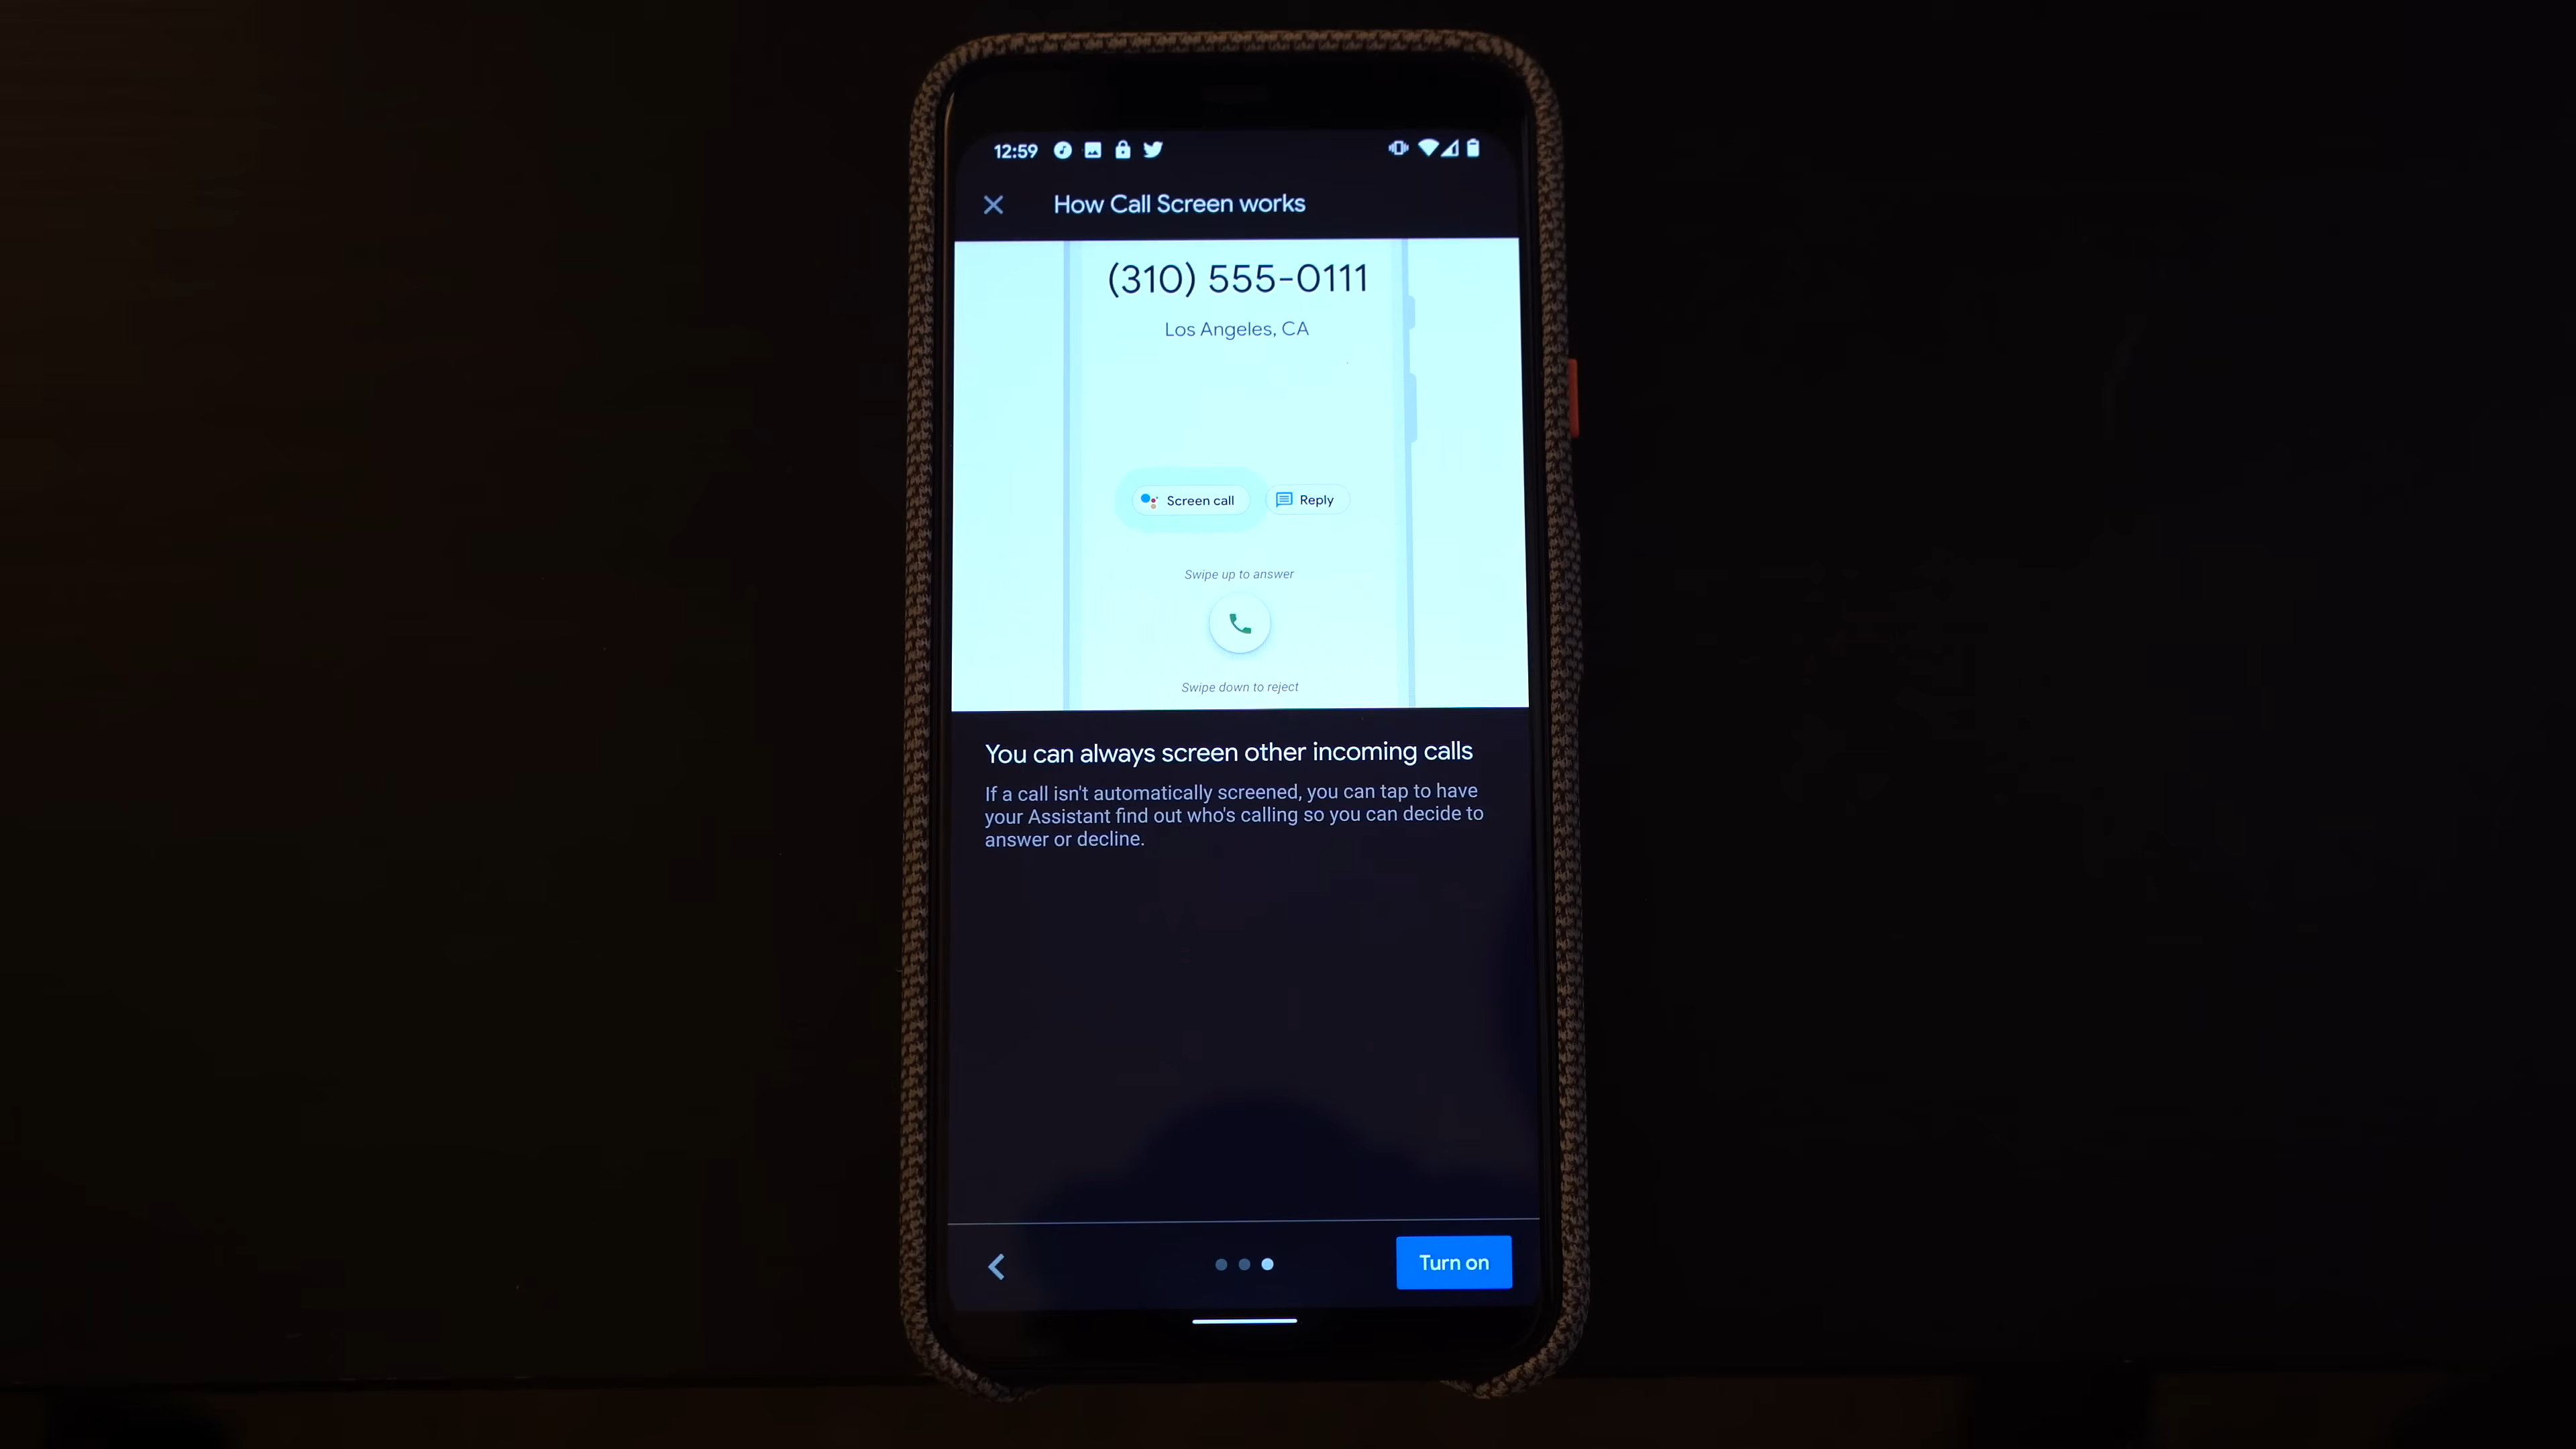 12:59
How Call Screen works
(310) 555-0111
Los Angeles, CA
Screen call
Reply
Swipe up to answer
Swipe down to reject
You can always screen other incoming calls
If a call isn't automatically screened, you can tap to have
your Assistant find out who's calling so you can decide to
answer or decline.
Turn on